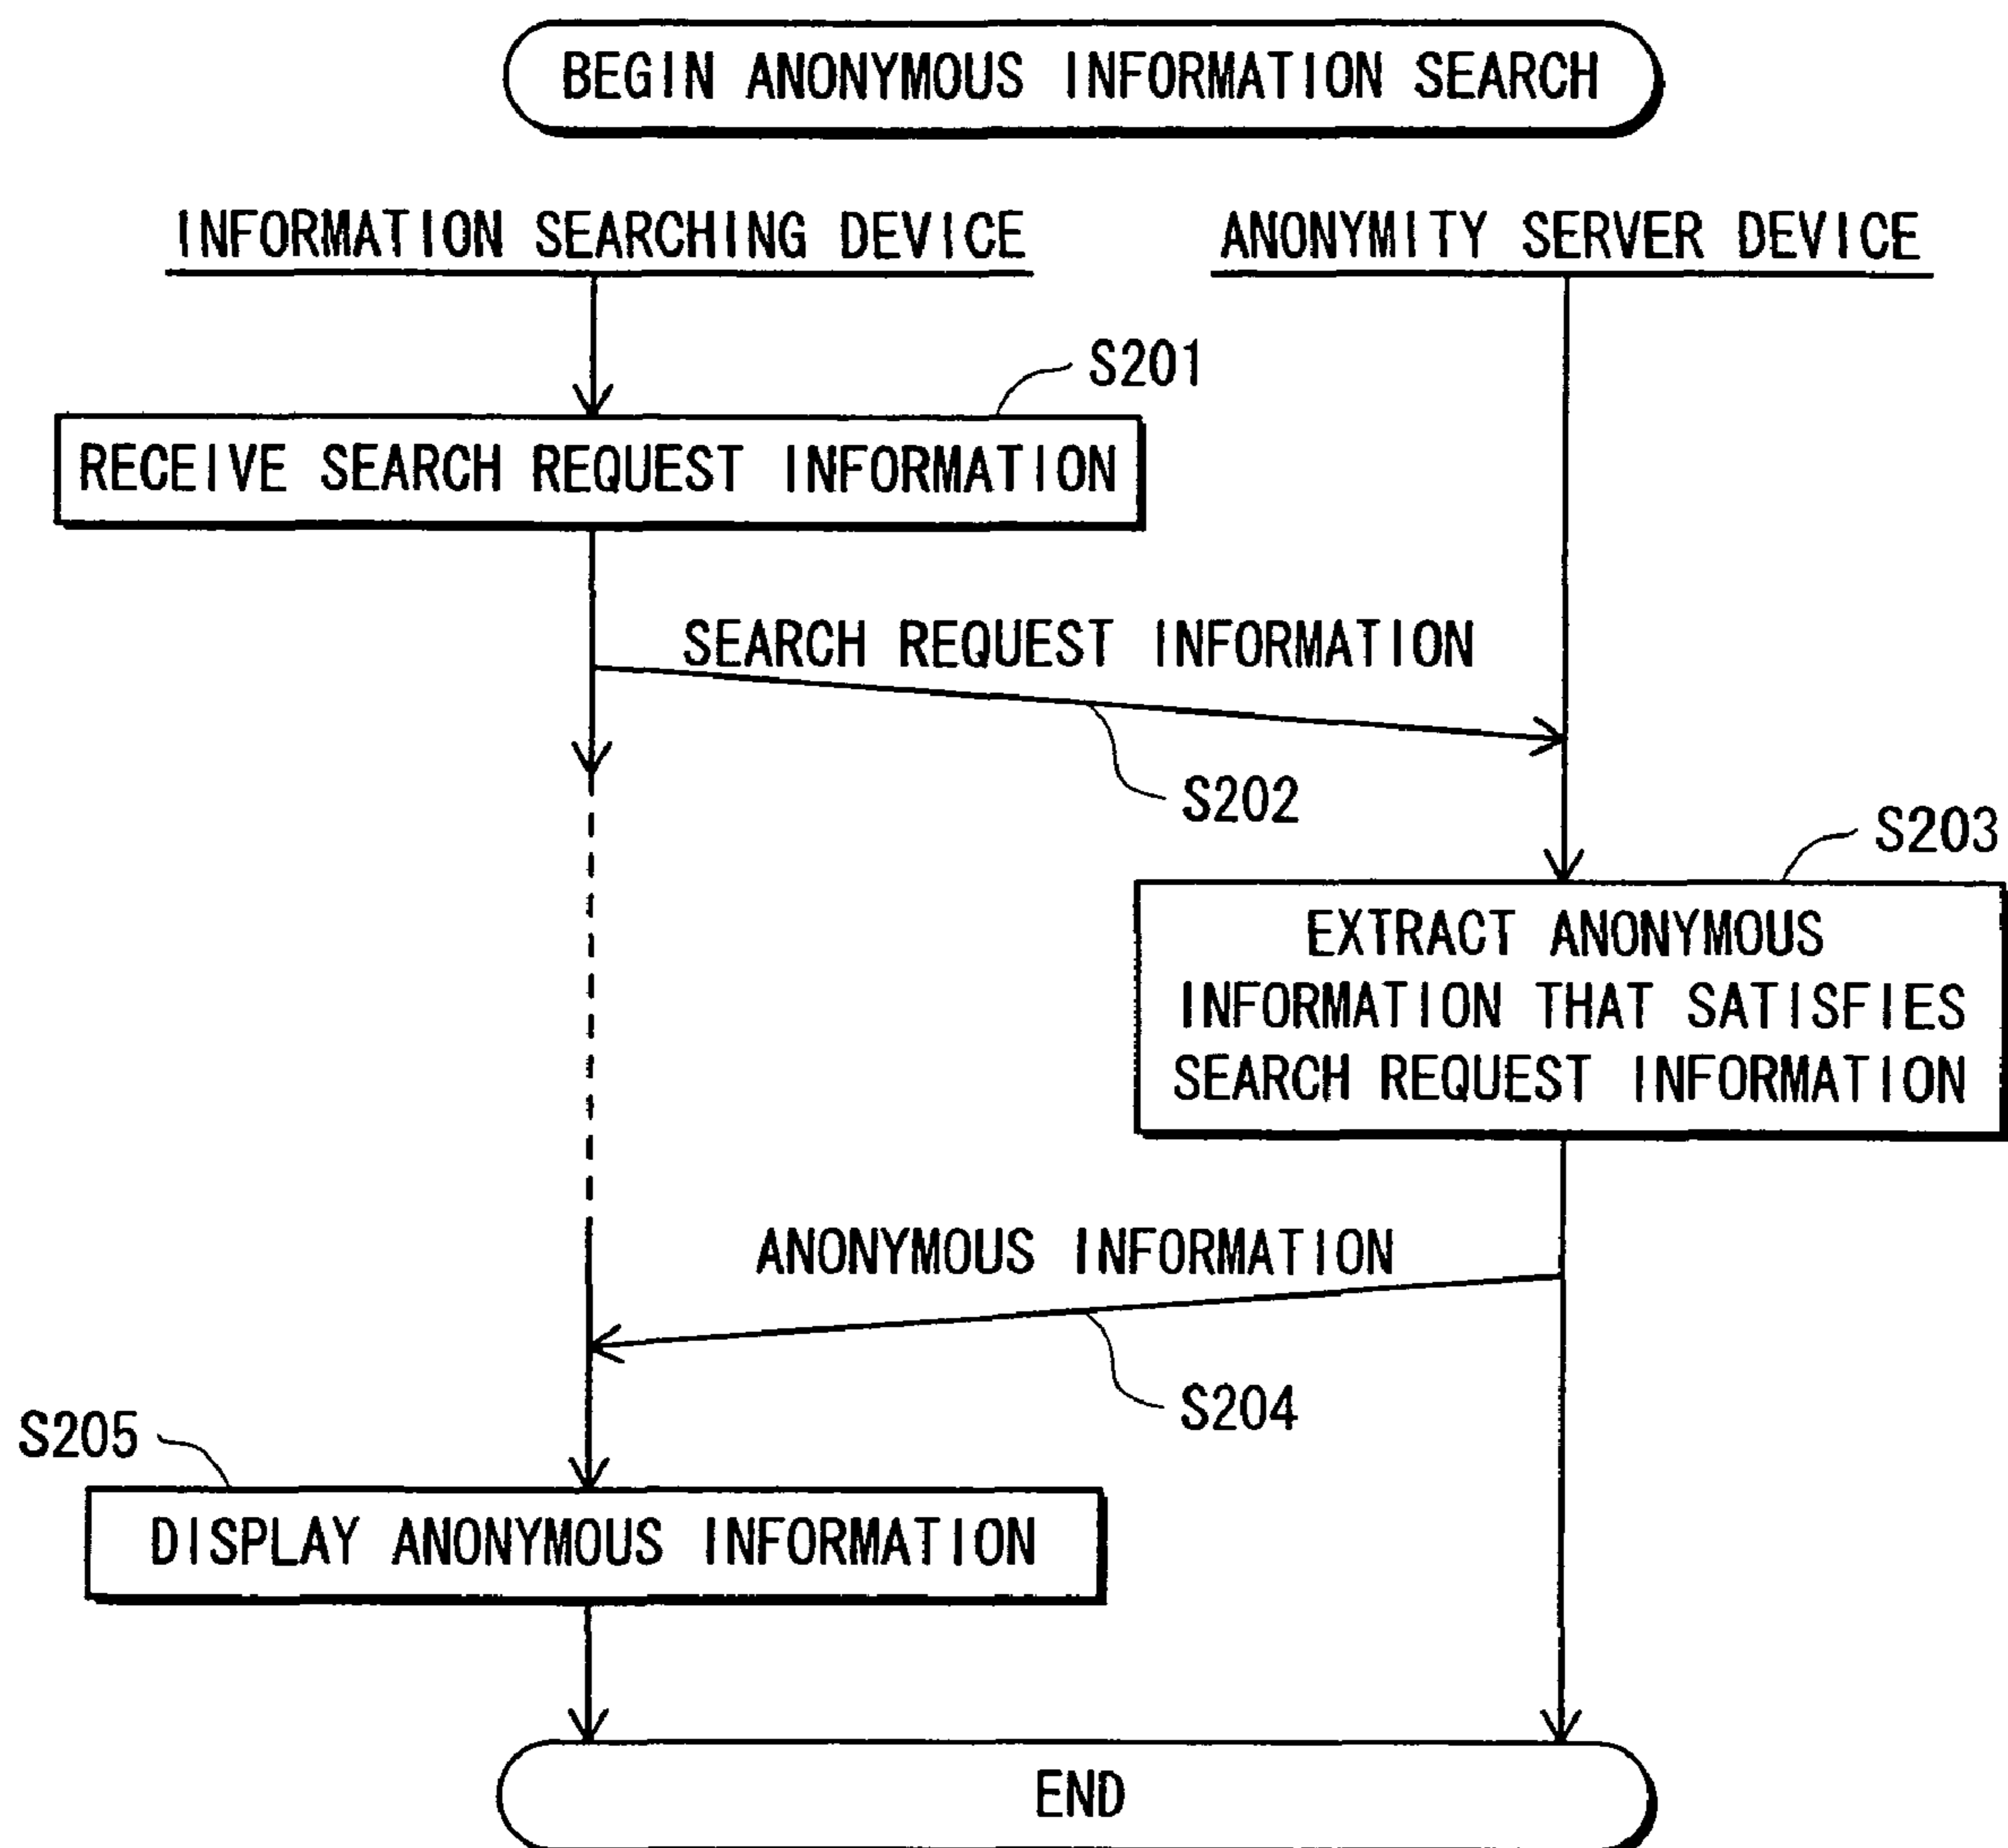 BEGIN ANONYMOUS INFORMATION SEARCH
INFORMATION SEARCHING DEVICE
ANONYMITY SERVER DEVICE
S201
RECEIVE SEARCH REQUEST INFORMATION
SEARCH REQUEST INFORMATION
S202
S203
EXTRACT ANONYMOUS
INFORMATION THAT SATISFIES
SEARCH REQUEST INFORMATION
ANONYMOUS INFORMATION
S204
S205
DISPLAY ANONYMOUS INFORMATION
END